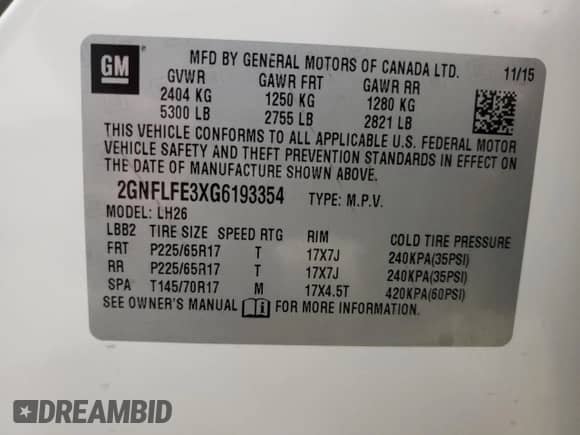 GM
MFD BY GENERAL MOTORS OF CANADA LTD. 11/15
GVWR GAWR FRT GAWR RR
2404 KG 1250 KG 1280 KG
5300 LB 2755 LB 2821 LB
THIS VEHICLE CONFORMS TO ALL APPLICABLE U.S. FEDERAL MOTOR
VEHICLE SAFETY AND THEFT PREVENTION STANDARDS IN EFFECT ON
THE DATE OF MANUFACTURE SHOWN ABOVE.
2GNFLFE3XG6193354 TYPE: M.P.V.
MODEL: LH26
LBB2 TIRE SIZE SPEED RTG RIM COLD TIRE PRESSURE
FRT P225/65R17 T 17X7J 240KPA(35PSI)
RR P225/65R17 T 17X7J 240KPA(35PSI)
SPA T145/70R17 M 17X4.5T 420KPA(60PSI)
SEE OWNER'S MANUAL i FOR MORE INFORMATION.
DREAMBID